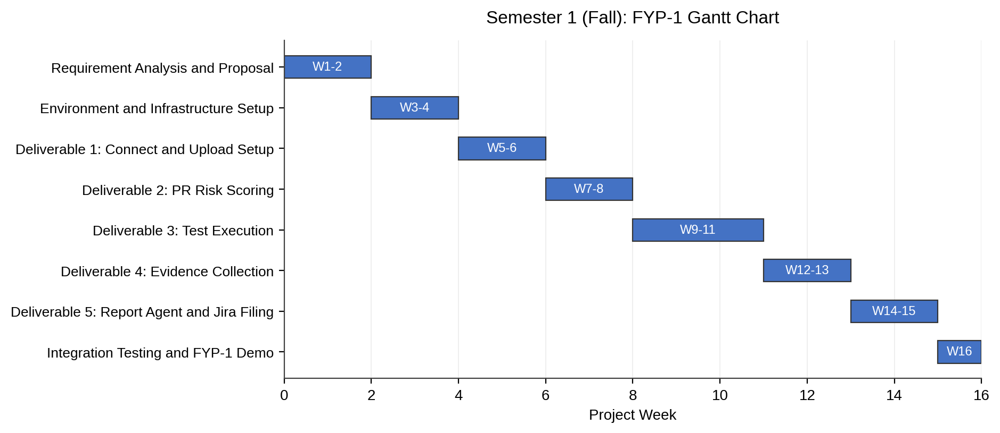 Semester 1 (Fall): FYP-1 Gantt Chart
Requirement Analysis and Proposal
W1-2
Environment and Infrastructure Setup
W3-4
Deliverable 1: Connect and Upload Setup
W5-6
Deliverable 2: PR Risk Scoring
W7-8
Deliverable 3: Test Execution
W9-11
Deliverable 4: Evidence Collection
W12-13
Deliverable 5: Report Agent and Jira Filing
W14-15
Integration Testing and FYP-1 Demo
W16
0 2 4 6 8 10 12 14 16
Project Week